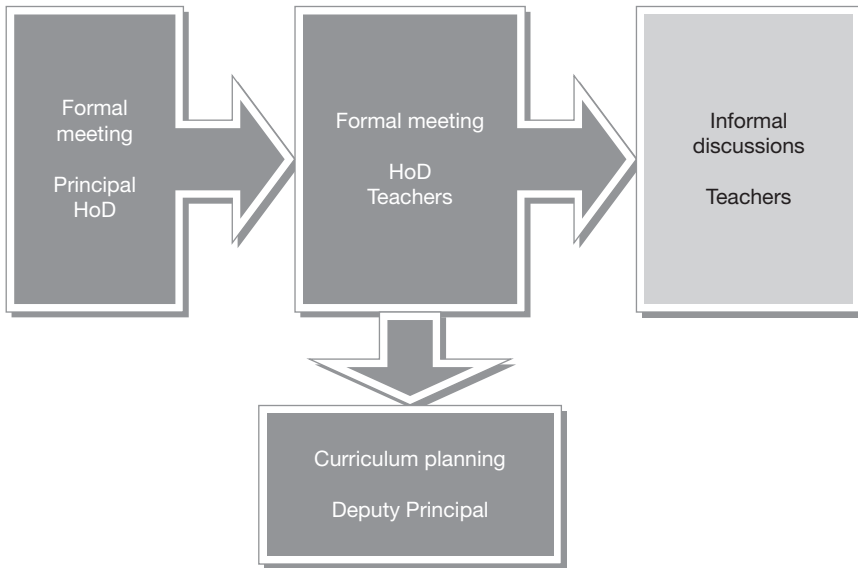 Formal
meeting
Principal
HoD
Formal meeting
HoD
Teachers
Informal
discussions
Teachers
Curriculum planning
Deputy Principal